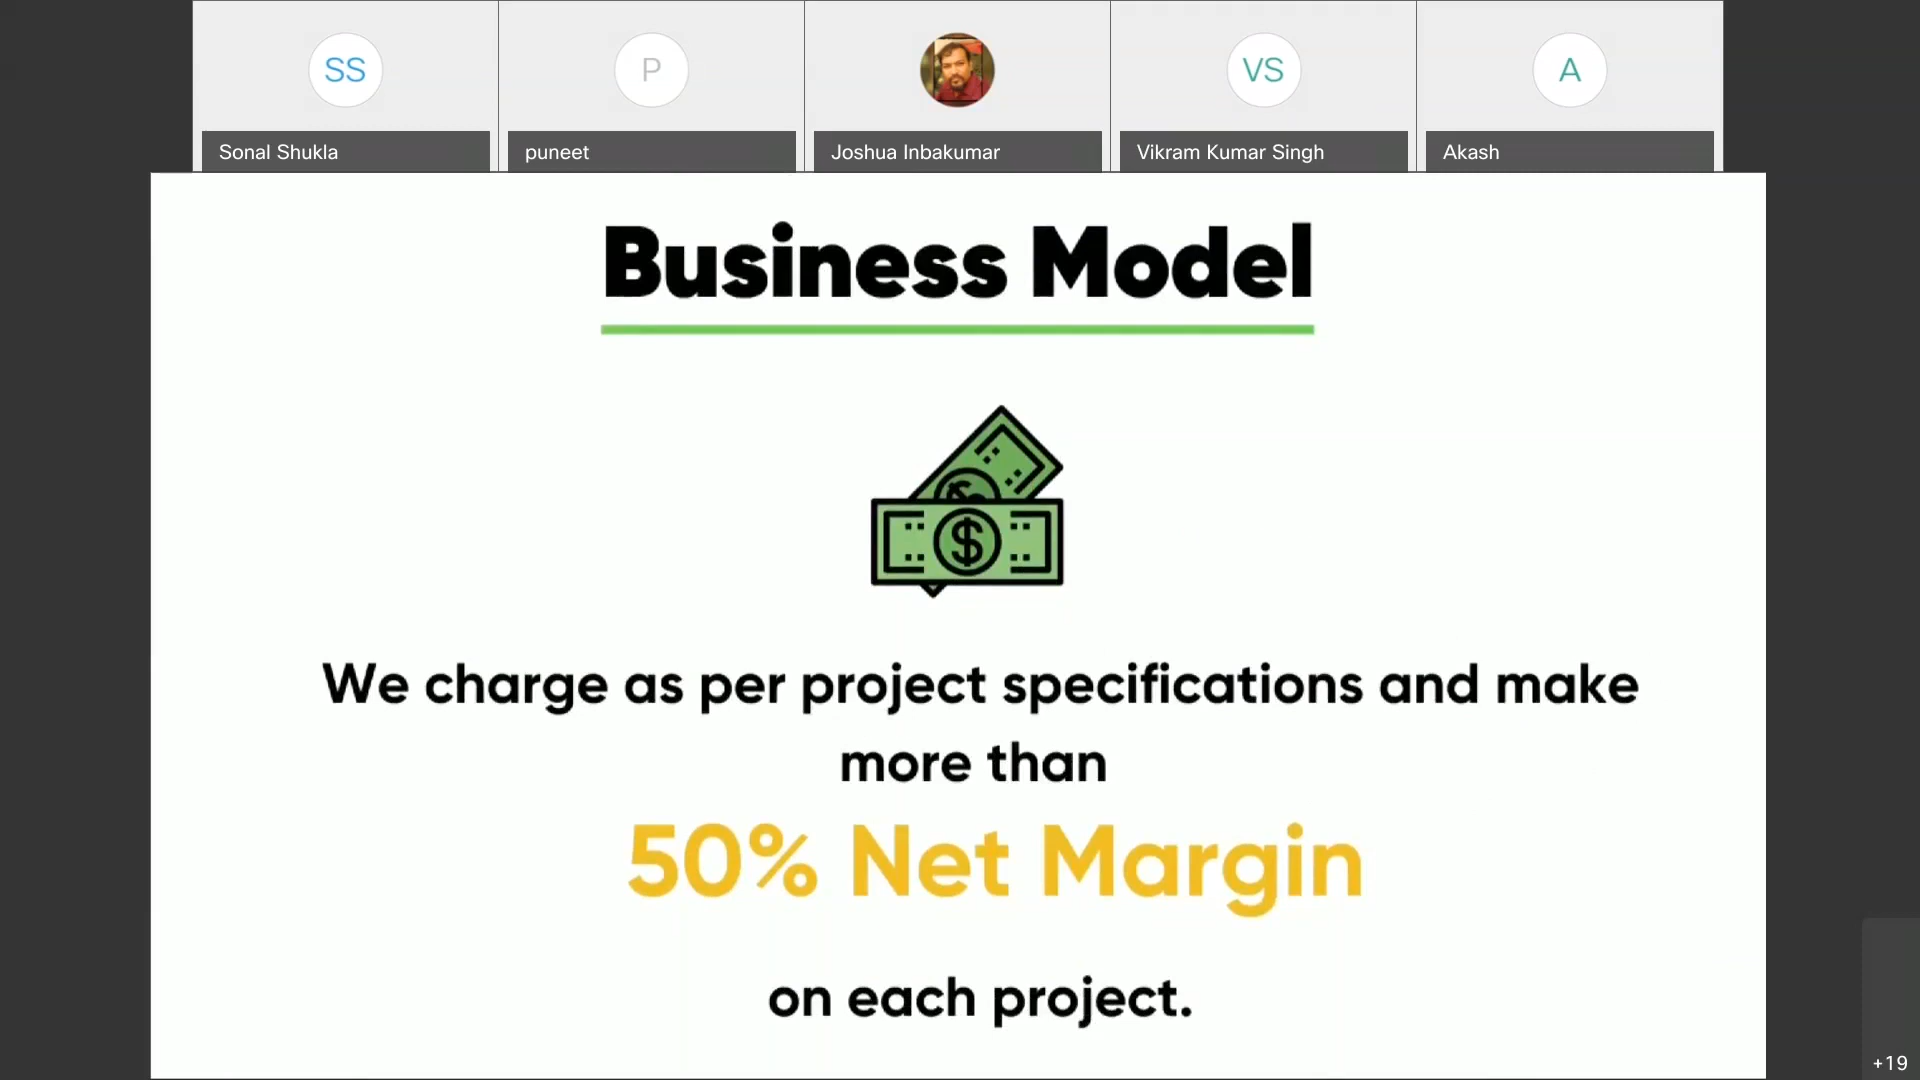 SS
P
VS
A
Sonal Shukla
puneet
Joshua Inbakumar
Vikram Kumar Singh
Akash
Business Model
$
We charge as per project specifications and make
more than
50% Net Margin
on each project.
+19